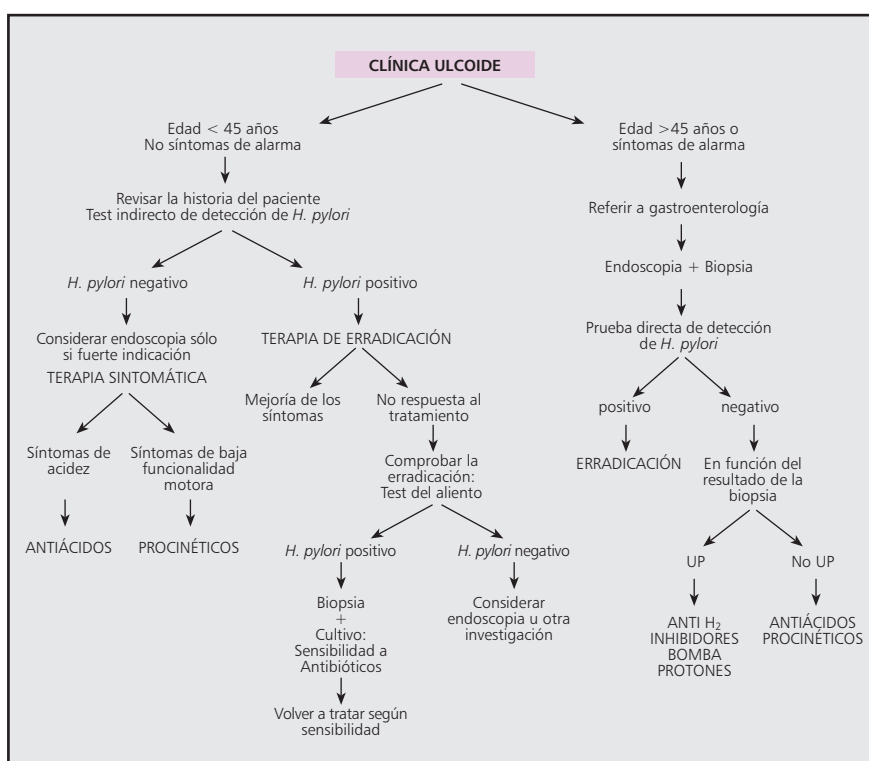 CLÍNICA ULCOIDE
Edad < 45 años
No síntomas de alarma
Revisar la historia del paciente
Test indirecto de detección de H. pylori
H. pylori negativo
Considerar endoscopia sólo
si fuerte indicación
TERAPIA SINTOMÁTICA
Síntomas de
acidez
ANTIÁCIDOS
Síntomas de baja
funcionalidad
motora
PROCINÉTICOS
H. pylori positivo
TERAPIA DE ERRADICACIÓN
Mejoría de los
síntomas
No respuesta al
tratamiento
Comprobar la
erradicación:
Test del aliento
H. pylori positivo
Biopsia
+
Cultivo:
Sensibilidad a
Antibióticos
Volver a tratar según
sensibilidad
H. pylori negativo
Considerar
endoscopia u otra
investigación
Edad >45 años o
síntomas de alarma
Referir a gastroenterología
Endoscopia + Biopsia
Prueba directa de detección
de H. pylori
positivo
ERRADICACIÓN
negativo
En función del
resultado de la
biopsia
UP
ANTI H₂
INHIBIDORES
BOMBA
PROTONES
No UP
ANTIÁCIDOS
PROCINÉTICOS